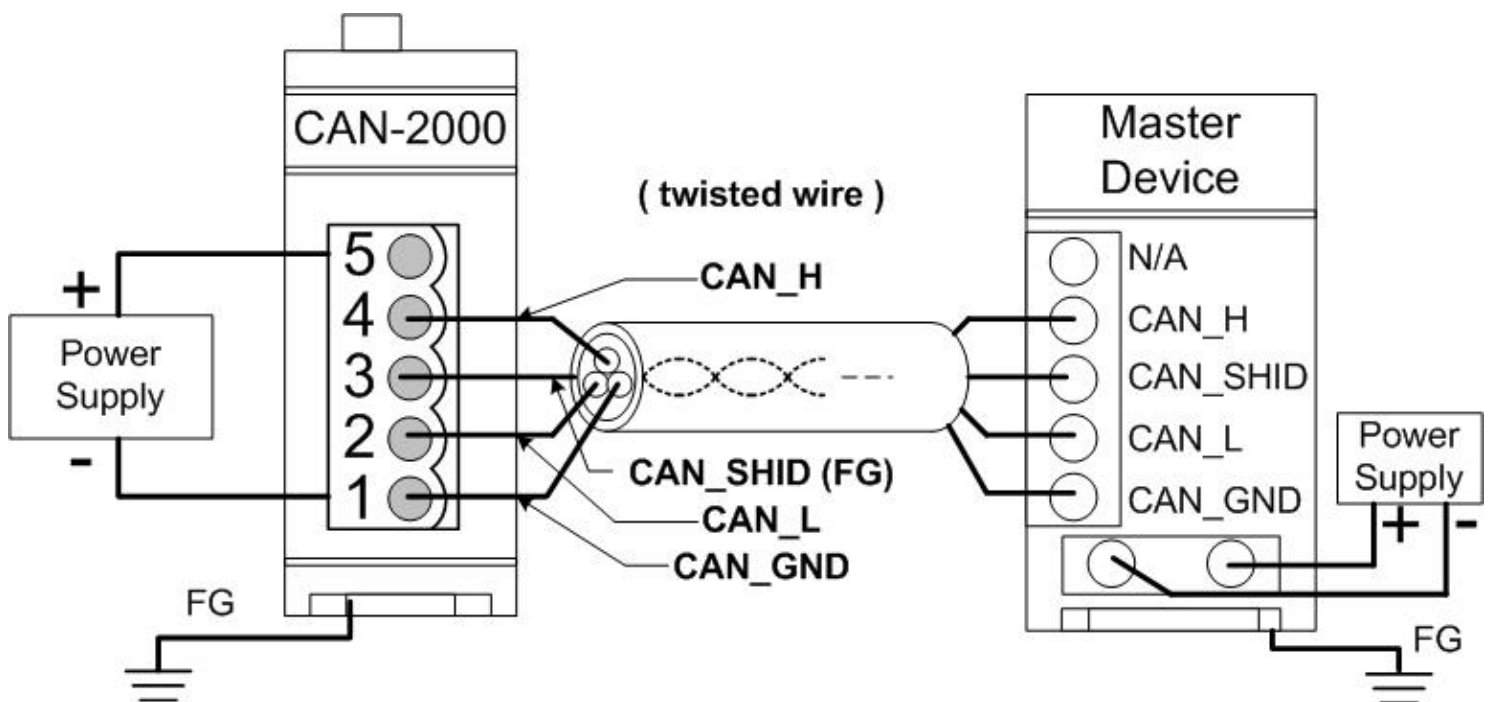 CAN-2000
Master
Device
( twisted wire )
5
4
3
2
1
+
Power
Supply
-
CAN_H
CAN_SHID (FG)
CAN_L
CAN_GND
N/A
CAN_H
CAN_SHID
CAN_L
CAN_GND
Power
Supply
+ -
FG
FG